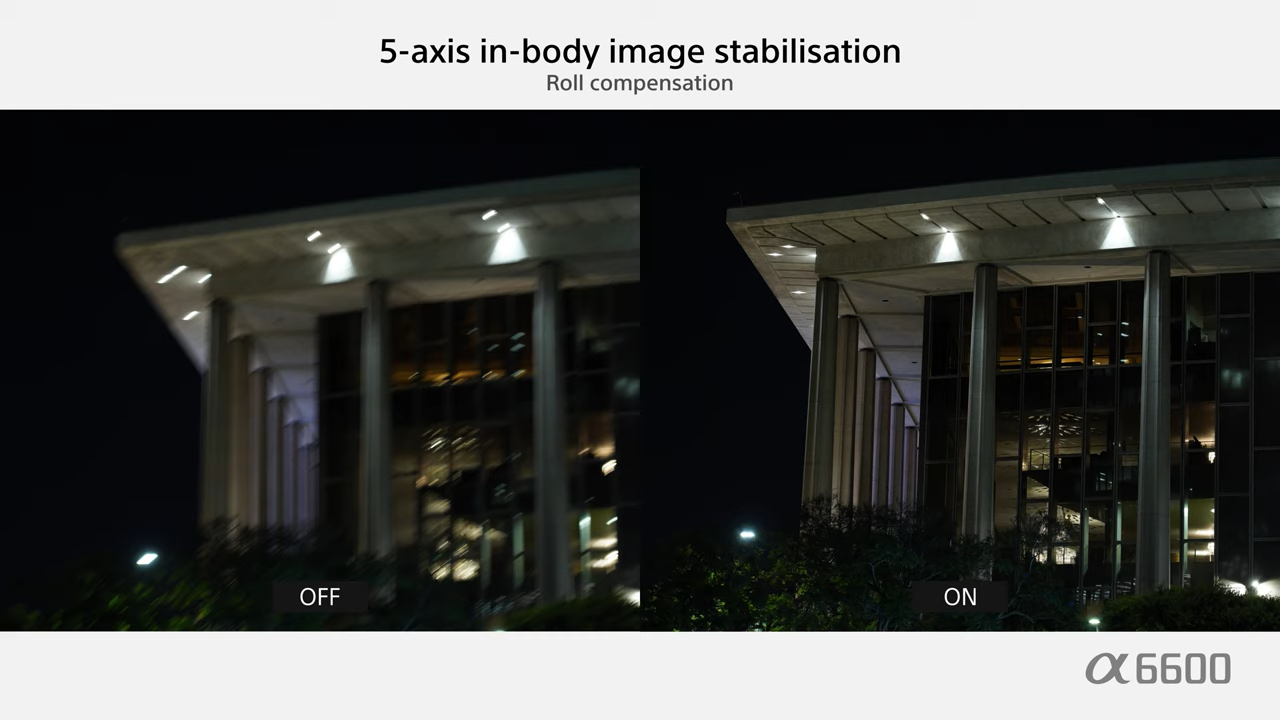 5-axis in-body image stabilisation
Roll compensation
OFF
ON
α6600